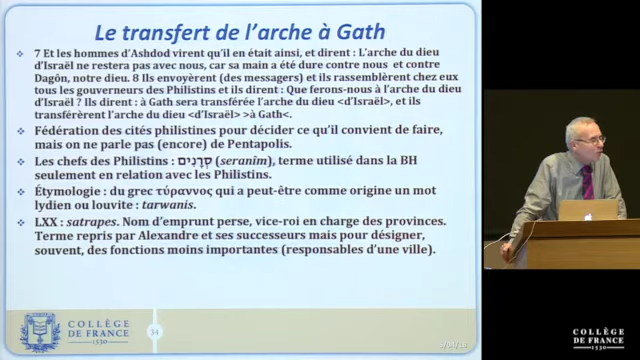 Le transfert de l'arche à Gath
7 Et les hommes d'Ashdod virent qu'il en était ainsi, et dirent : L'arche du dieu
d'Israël ne restera pas avec nous, car sa main a été dure contre nous et contre
Dagôn, notre dieu. 8 Ils envoyèrent (des messagers) et ils rassemblèrent chez eux
tous les gouverneurs des Philistins et ils dirent : Que ferons-nous à l'arche du dieu
d'Israël ? Ils dirent : à Gath sera transférée l'arche du dieu <d'Israël>, et ils
transférèrent l'arche du dieu <d'Israël> >à Gath<.
Fédération des cités philistines pour décider ce qu'il convient de faire,
mais on ne parle pas (encore) de Pentapolis.
Les chefs des Philistins : סְרָנִים (seranîm), terme utilisé dans la BH
seulement en relation avec les Philistins.
Étymologie : du grec τύραννος qui a peut-être comme origine un mot
lydien ou louvite : tarwanis.
LXX : satrapes. Nom d'emprunt perse, vice-roi en charge des provinces.
Terme repris par Alexandre et ses successeurs mais pour désigner,
souvent, des fonctions moins importantes (responsables d'une ville).
COLLÈGE
DE FRANCE
1530
34
COLLÈGE
DE FRANCE
1530